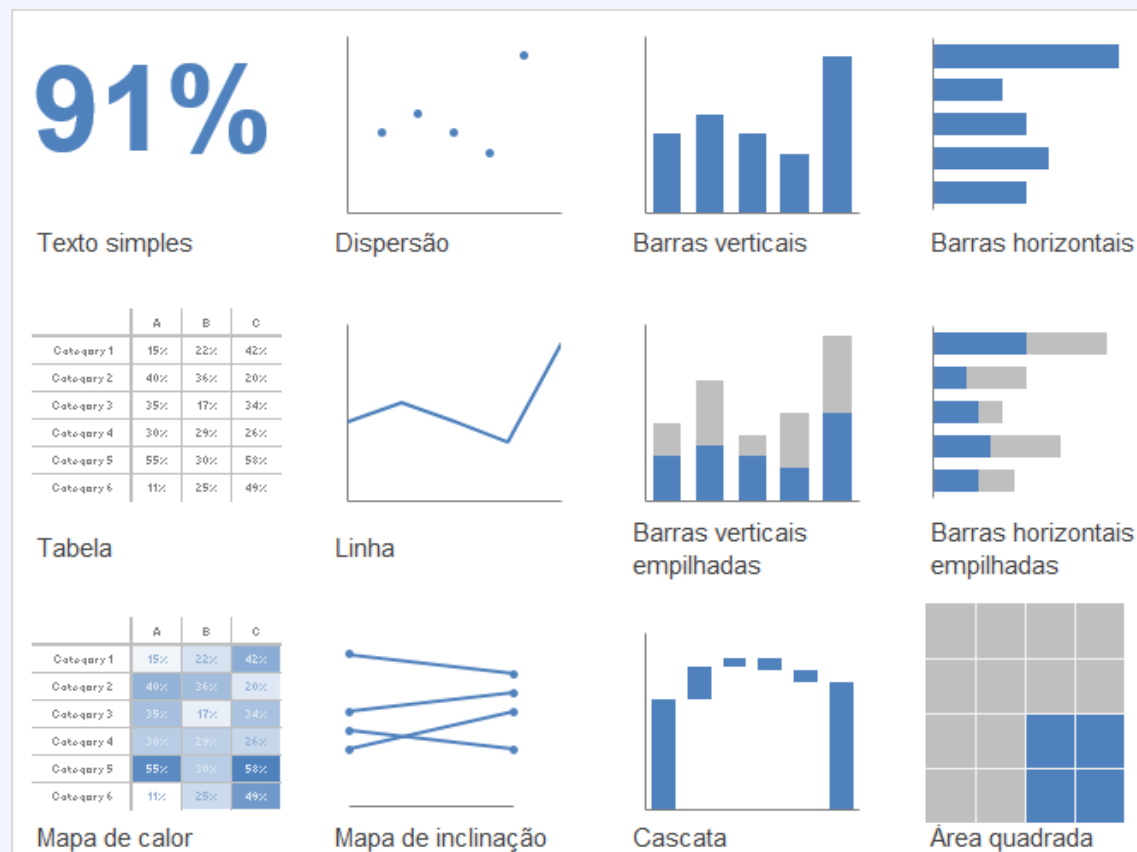 91%
Texto simples
Dispersão
Barras verticais
Barras horizontais
A B C
Category 1 15% 22% 42%
Category 2 40% 36% 20%
Category 3 35% 17% 34%
Category 4 30% 29% 26%
Category 5 55% 30% 58%
Category 6 11% 25% 49%
Tabela
Linha
Barras verticais
empilhadas
Barras horizontais
empilhadas
A B C
Category 1 15% 22% 42%
Category 2 40% 36% 20%
Category 3 35% 17% 34%
Category 4 30% 29% 26%
Category 5 55% 30% 58%
Category 6 11% 25% 49%
Mapa de calor
Mapa de inclinação
Cascata
Área quadrada